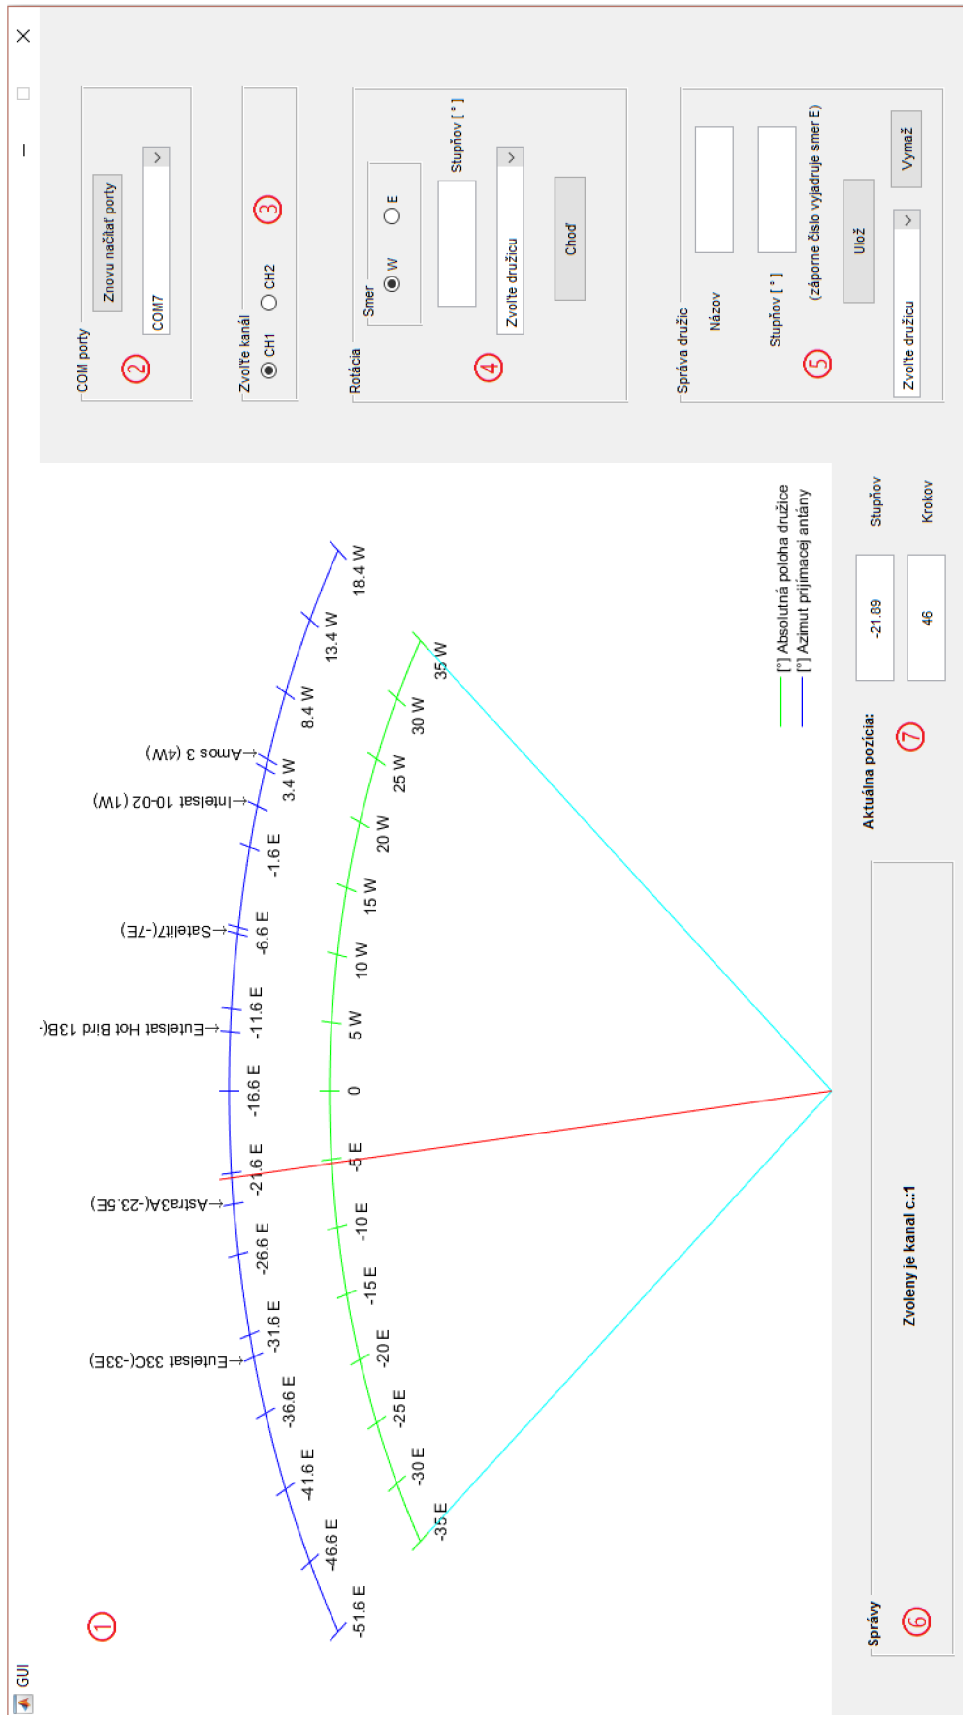 GUI
①
←Eutelsat 33C(-33E)
←Astra3A(-23.5E)
←Eutelsat Hot Bird 13B(-
←Satelit7(-7E)
←Intelsat 10-02 (1W)
←Amos 3 (4W)
-51.6 E
-46.6 E
-41.6 E
-36.6 E
-31.6 E
-26.6 E
-21.6 E
-16.6 E
-11.6 E
-6.6 E
-1.6 E
3.4 W
8.4 W
13.4 W
18.4 W
-35 E
-30 E
-25 E
-20 E
-15 E
-10 E
-5 E
0
5 W
10 W
15 W
20 W
25 W
30 W
35 W
[°] Absolutná poloha družice
[°] Azimut prijímacej antány
COM porty
②
Znovu načítať porty
COM7
Zvoľte kanál
CH1
CH2
③
Rotácia
Smer
W
E
④
Stupňov [ ° ]
Zvoľte družicu
Choď
Správa družíc
Názov
Stupňov [ ° ]
⑤
(záporne číslo vyjadruje smer E)
Ulož
Zvoľte družicu
Vymaž
Správy
⑥
Zvoleny je kanal c.:1
Aktuálna pozícia:
⑦
-21.89
Stupňov
46
Krokov